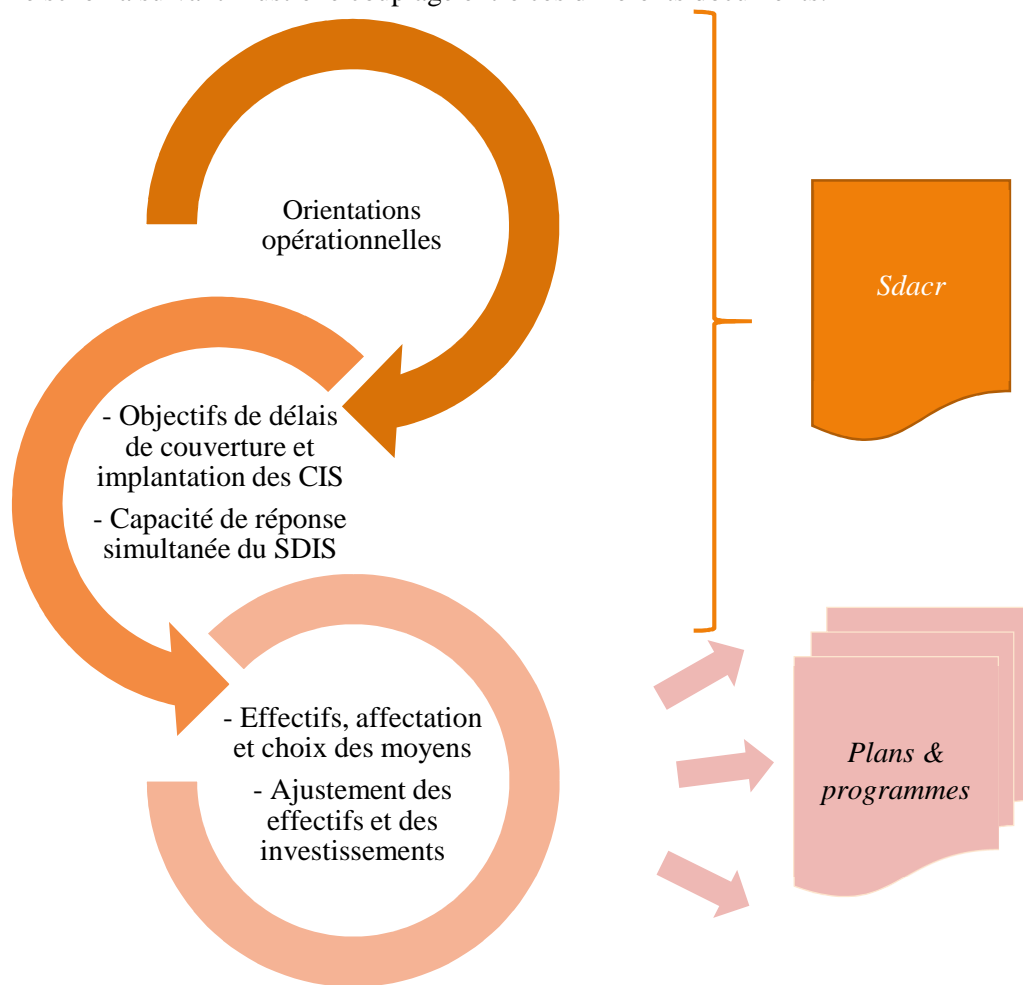 Orientations
opérationnelles
Sdacr
- Objectifs de délais
de couverture et
implantation des CIS
- Capacité de réponse
simultanée du SDIS
- Effectifs, affectation
et choix des moyens
- Ajustement des
effectifs et des
investissements
Plans &
programmes